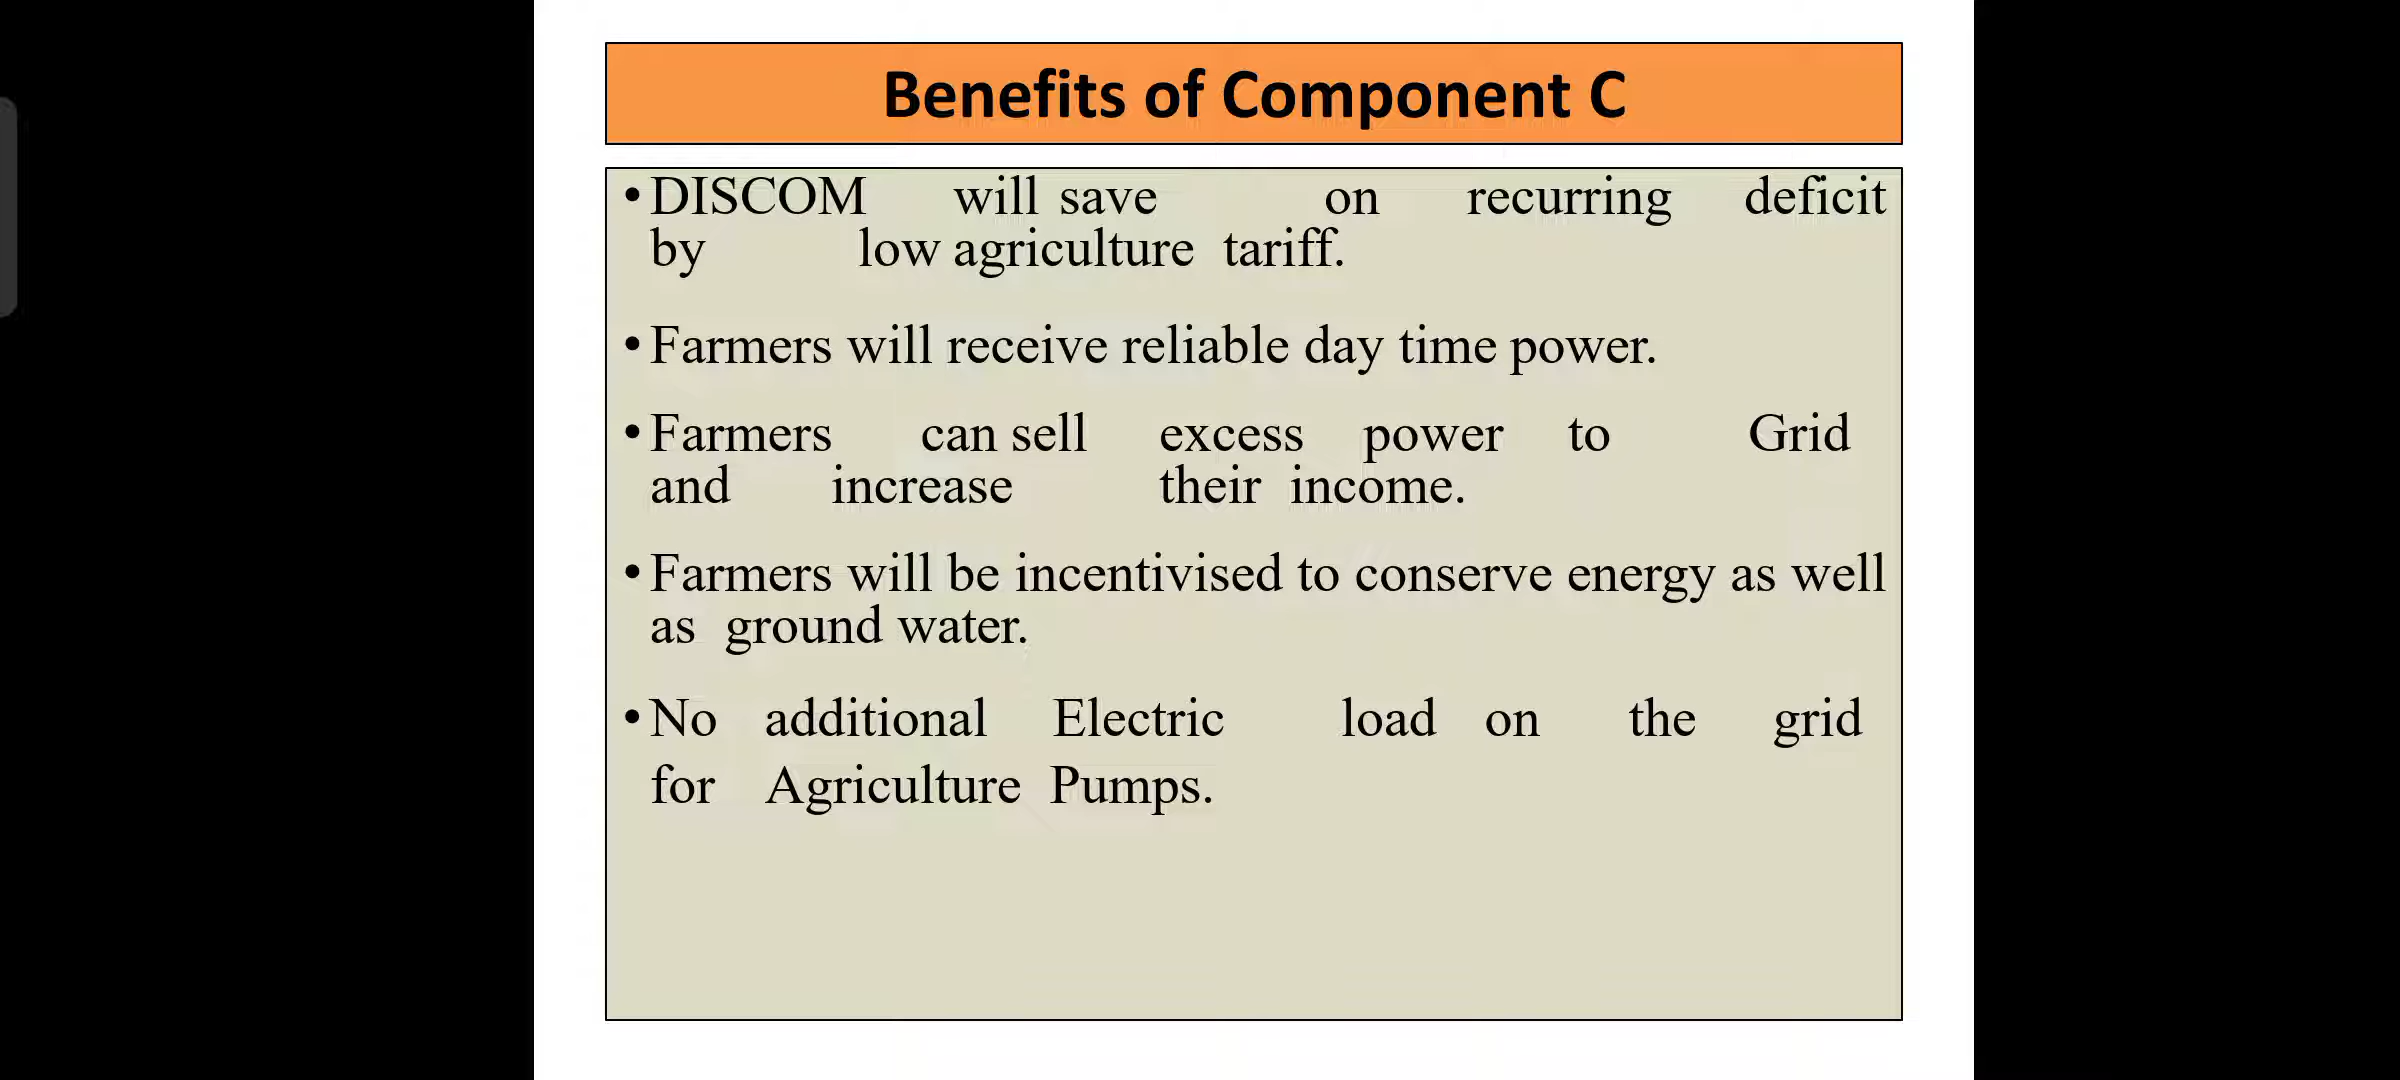 Benefits of Component C
• DISCOM will save on recurring deficit
by low agriculture tariff.
• Farmers will receive reliable day time power.
• Farmers can sell excess power to Grid
and increase their income.
• Farmers will be incentivised to conserve energy as well
as ground water.
• No additional Electric load on the grid
for Agriculture Pumps.